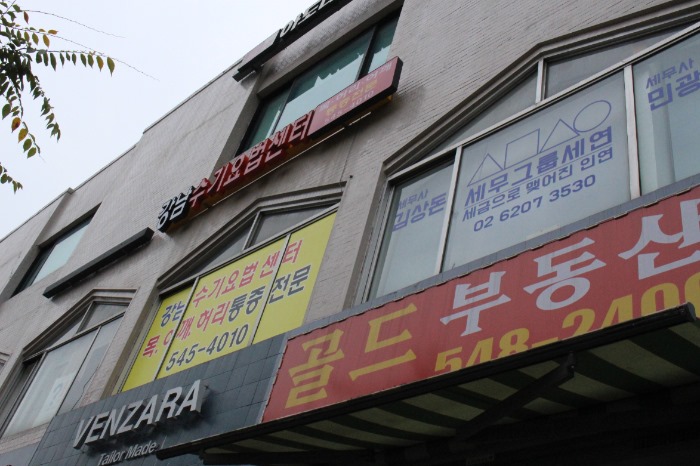 강남수기요법센터
세무사
김상돈
세무그룹세연
세금으로 맺어진 인연
02 6207 3530
세무사
민광
강남 수기요법 센터
목, 어깨, 허리통증 전문
545-4010
골드부동산
548-2400
VENZARA
Tailor Made